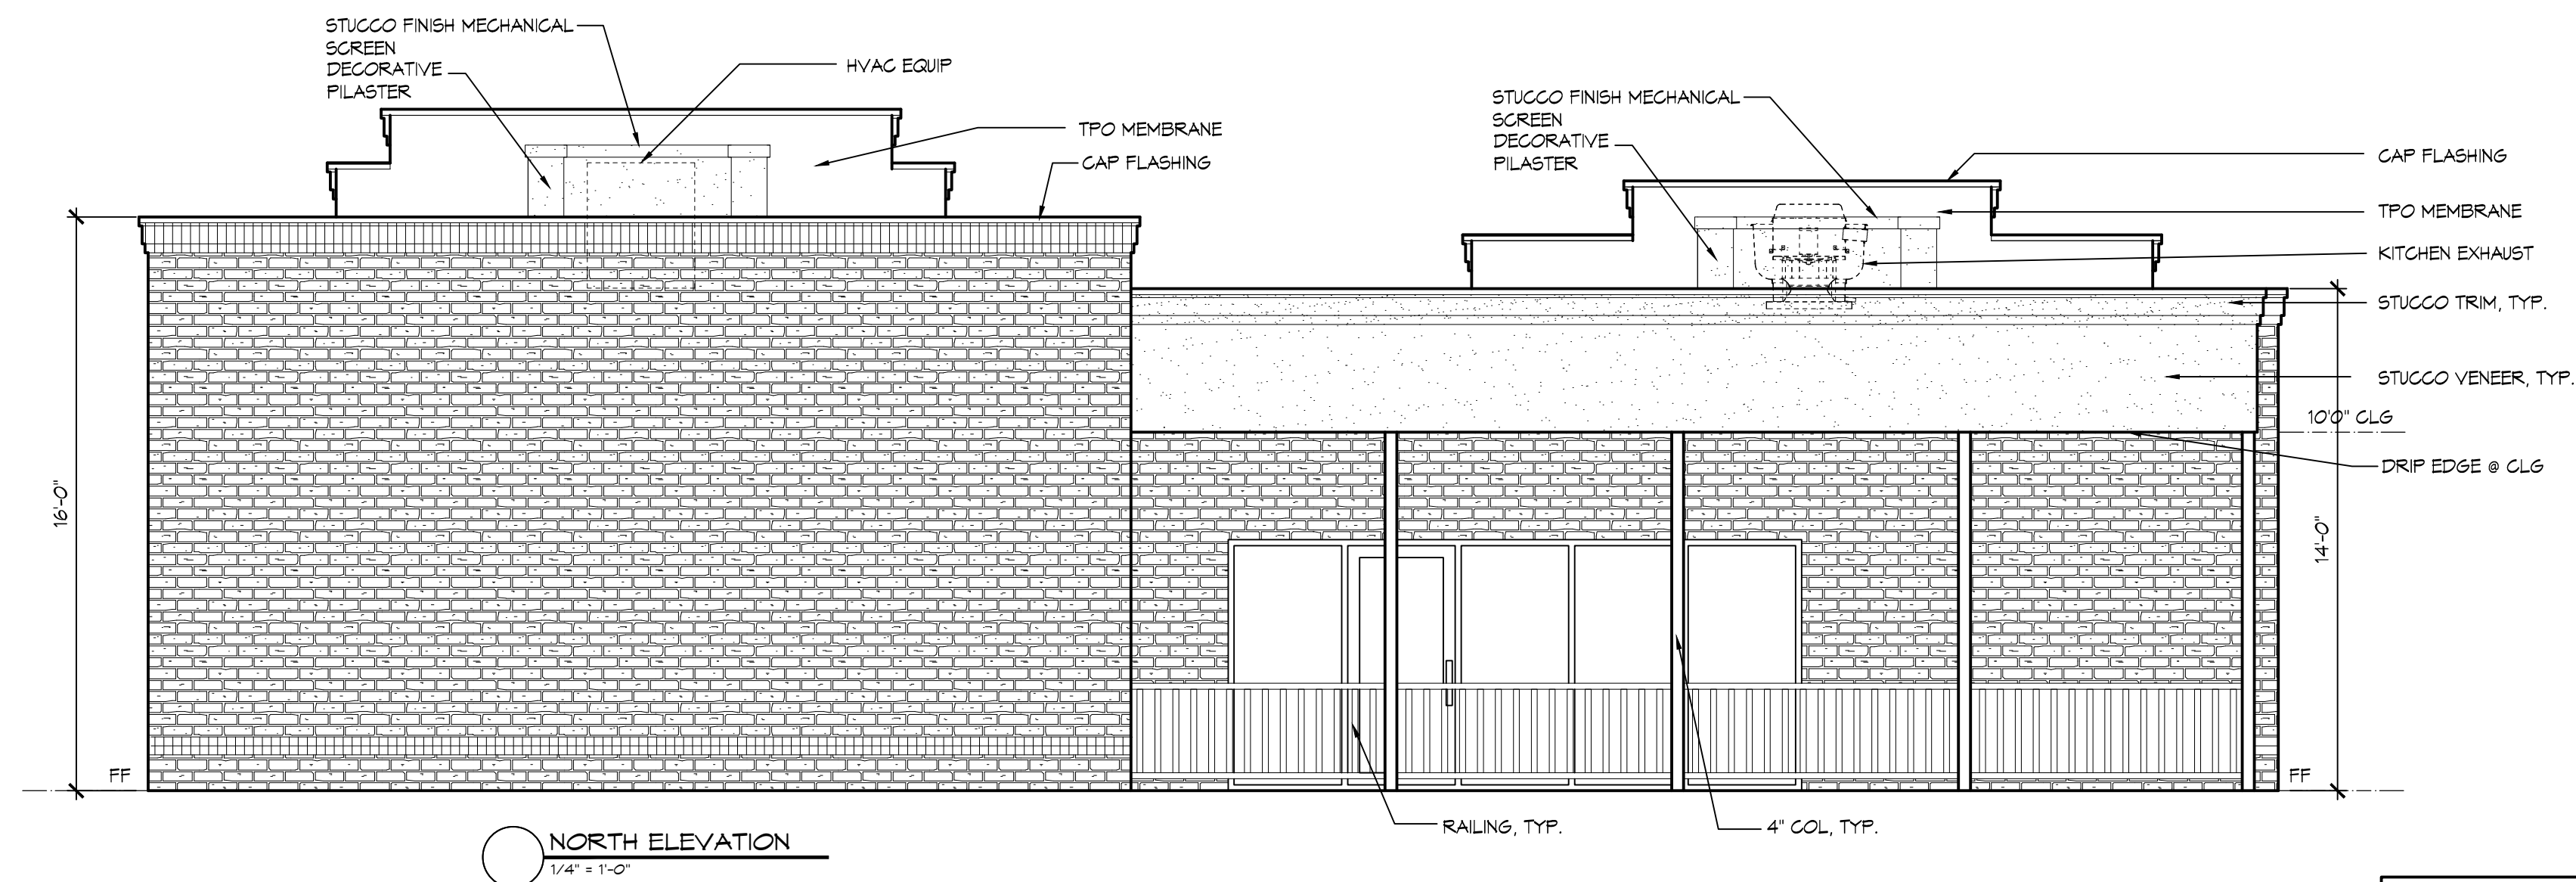 STUCCO FINISH MECHANICAL
SCREEN
DECORATIVE
PILASTER
HVAC EQUIP
TPO MEMBRANE
CAP FLASHING
STUCCO FINISH MECHANICAL
SCREEN
DECORATIVE
PILASTER
CAP FLASHING
TPO MEMBRANE
KITCHEN EXHAUST
STUCCO TRIM, TYP.
STUCCO VENEER, TYP.
10'0" CLG
DRIP EDGE @ CLG
16'-0"
14'-0"
FF
FF
RAILING, TYP.
4" COL, TYP.
NORTH ELEVATION
1/4" = 1'-0"